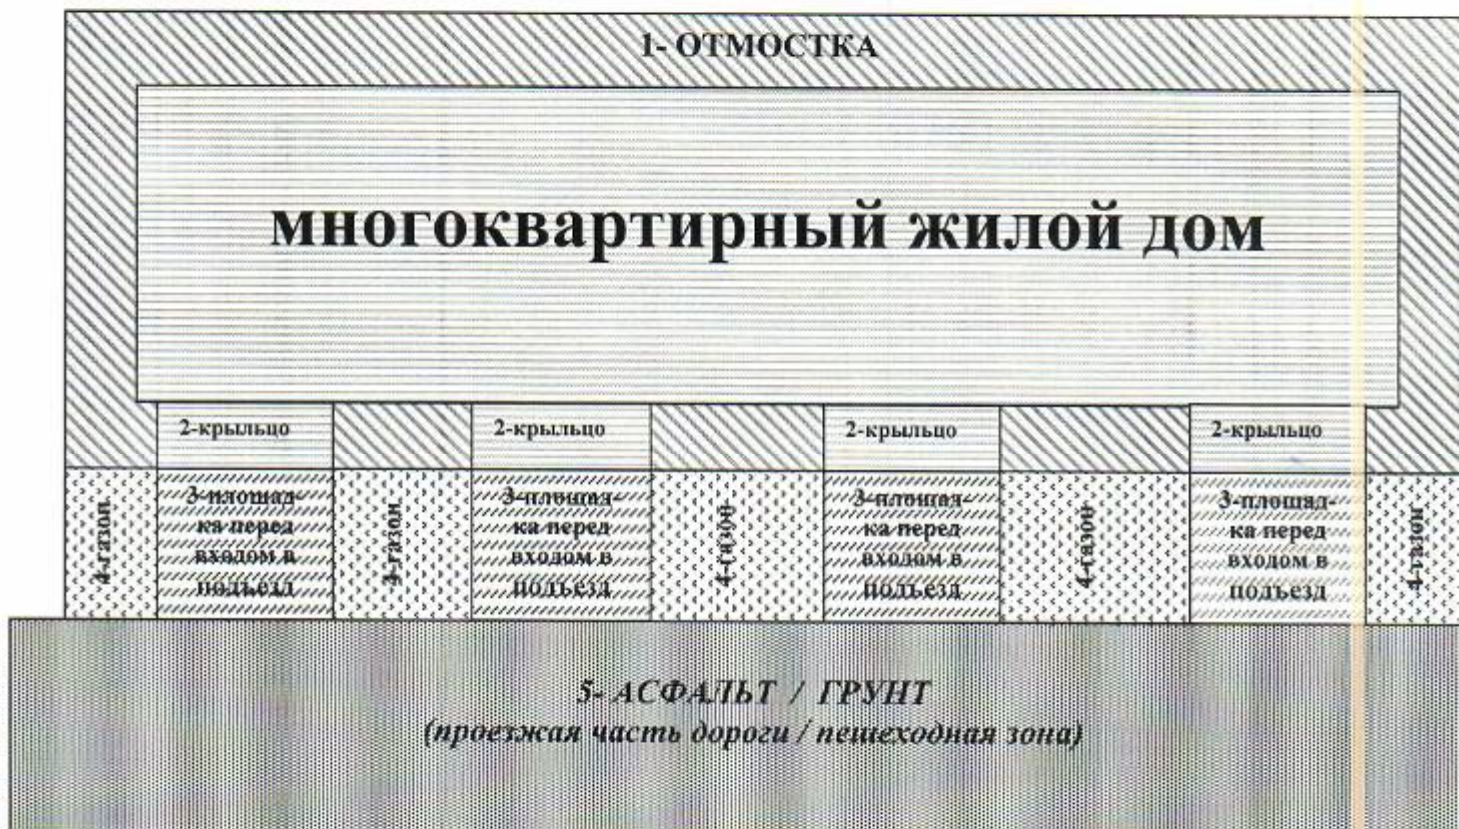 1- ОТМОСТКА
многоквартирный жилой дом
2-крыльцо
2-крыльцо
2-крыльцо
2-крыльцо
4-газон
3-площад-
ка перед
входом в
подъезд
4-газон
3-площад-
ка перед
входом в
подъезд
4-газон
3-площад-
ка перед
входом в
подъезд
4-газон
3-площад-
ка перед
входом в
подъезд
4-газон
5- АСФАЛЬТ / ГРУНТ
(проезжая часть дороги / пешеходная зона)